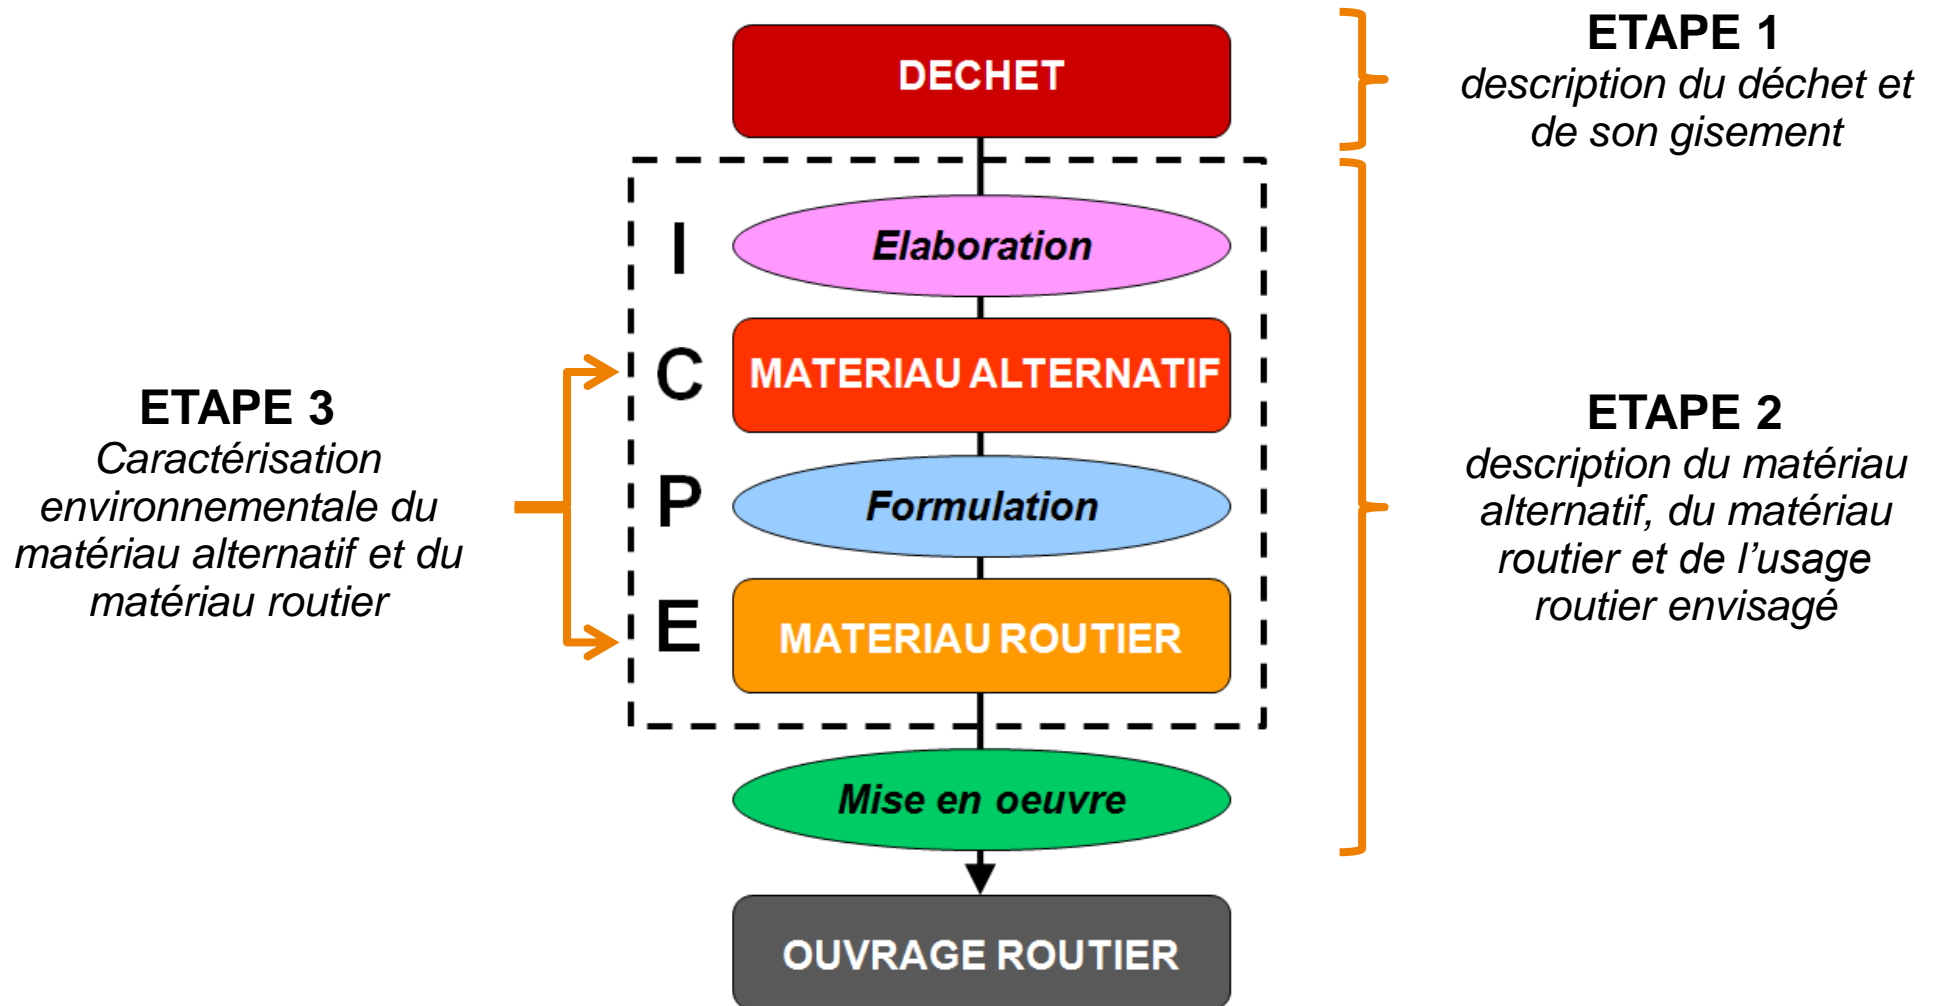 DECHET
ETAPE 1
description du déchet et
de son gisement
I
Elaboration
C
MATERIAU ALTERNATIF
ETAPE 3
Caractérisation
environnementale du
matériau alternatif et du
matériau routier
ETAPE 2
description du matériau
alternatif, du matériau
routier et de l’usage
routier envisagé
P
Formulation
E
MATERIAU ROUTIER
Mise en oeuvre
OUVRAGE ROUTIER